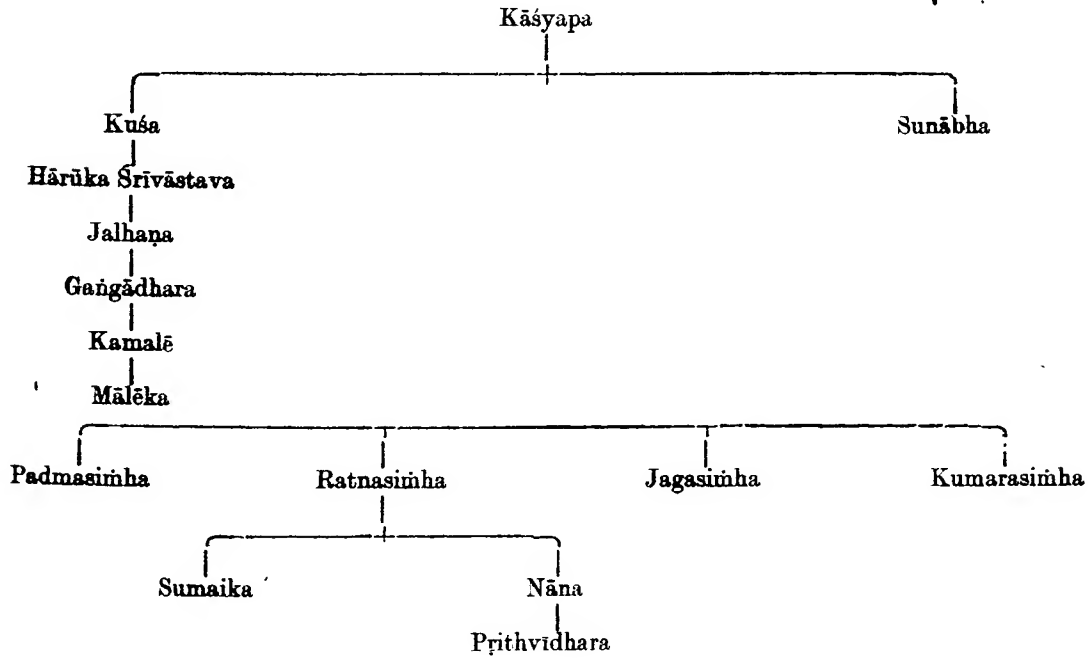 Kāśyapa
Kuśa Sunābha
Hārūka Śrīvāstava
Jalhaṇa
Gaṅgādhara
Kamalē
Mālēka
Padmasiṁha Ratnasiṁha Jagasiṁha Kumarasiṁha
Sumaika Nāna
Pṛithvīdhara